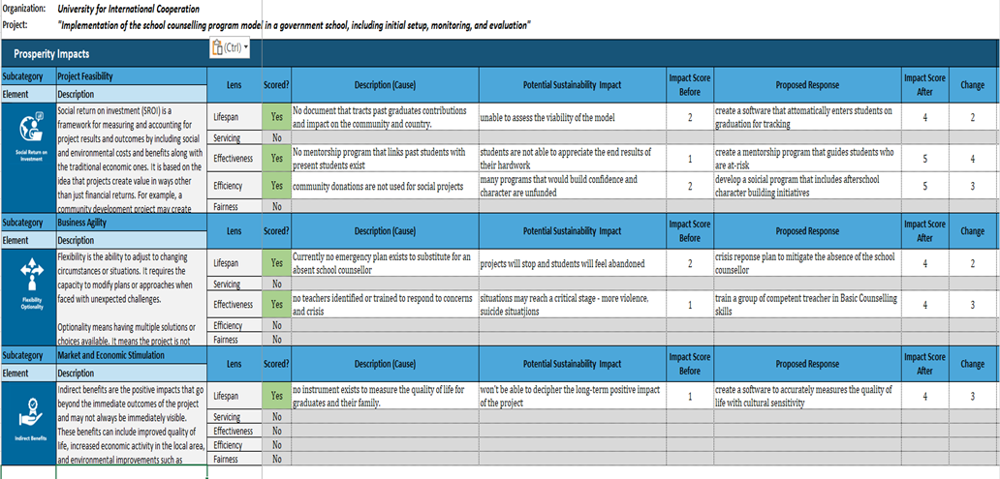 Organization: University for International Cooperation
Project: "Implementation of the school counselling program model in a government school, including initial setup, monitoring, and evaluation"
(Ctrl)
Prosperity Impacts
Subcategory Project Feasibility Lens Scored? Description (Cause) Potential Sustainability Impact Impact Score Before Proposed Response Impact Score After Change
Element Description
Social Return on Investment
Social return on investment (SROI) is a
framework for measuring and accounting for
project results and outcomes by including social
and environmental costs and benefits along with
the traditional economic ones. It is based on the
idea that projects create value in ways other
than just financial returns. For example, a
community development project may create
Lifespan Yes No document that tracts past graduates contributions and impact on the community and country. unable to assess the viability of the model 2 create a software that attomatically enters students on graduation for tracking 4 2
Servicing No
Effectiveness Yes No mentorship program that links past students with present students exist students are not able to appreciate the end results of their hardwork 1 create a mentorship program that guides students who are at-risk 5 4
Efficiency Yes community donations are not used for social projects many programs that would build confidence and character are unfunded 2 develop a soicial program that includes afterschool character building initiatives 5 3
Fairness No
Subcategory Business Agility Lens Scored? Description (Cause) Potential Sustainability Impact Impact Score Before Proposed Response Impact Score After Change
Element Description
Flexibility Optionality
Flexibility is the ability to adjust to changing
circumstances or situations. It requires the
capacity to modify plans or approaches when
faced with unexpected challenges.
Optionality means having multiple solutions or
choices available. It means the project is not
Lifespan Yes Currently no emergency plan exists to substitute for an absent school counsellor projects will stop and students will feel abandoned 2 crisis reponse plan to mitigate the absence of the school counsellor 4 2
Servicing No
Effectiveness Yes no teachers identified or trained to respond to concerns and crisis situations may reach a critical stage - more violence, suicide situatjions 1 train a group of competent treacher in Basic Counselling skills 4 3
Efficiency No
Fairness No
Subcategory Market and Economic Stimulation Lens Scored? Description (Cause) Potential Sustainability Impact Impact Score Before Proposed Response Impact Score After Change
Element Description
Indirect Benefits
Indirect benefits are the positive impacts that go
beyond the immediate outcomes of the project
and may not always be immediately visible.
These benefits can include improved quality of
life, increased economic activity in the local area,
and environmental improvements such as
Lifespan Yes no instrument exists to measure the quality of life for graduates and their family. won't be able to decipher the long-term positive impact of the project 1 create a software to accurately measures the quality of life with cultural sensitivity 4 3
Servicing No
Effectiveness No
Efficiency No
Fairness No